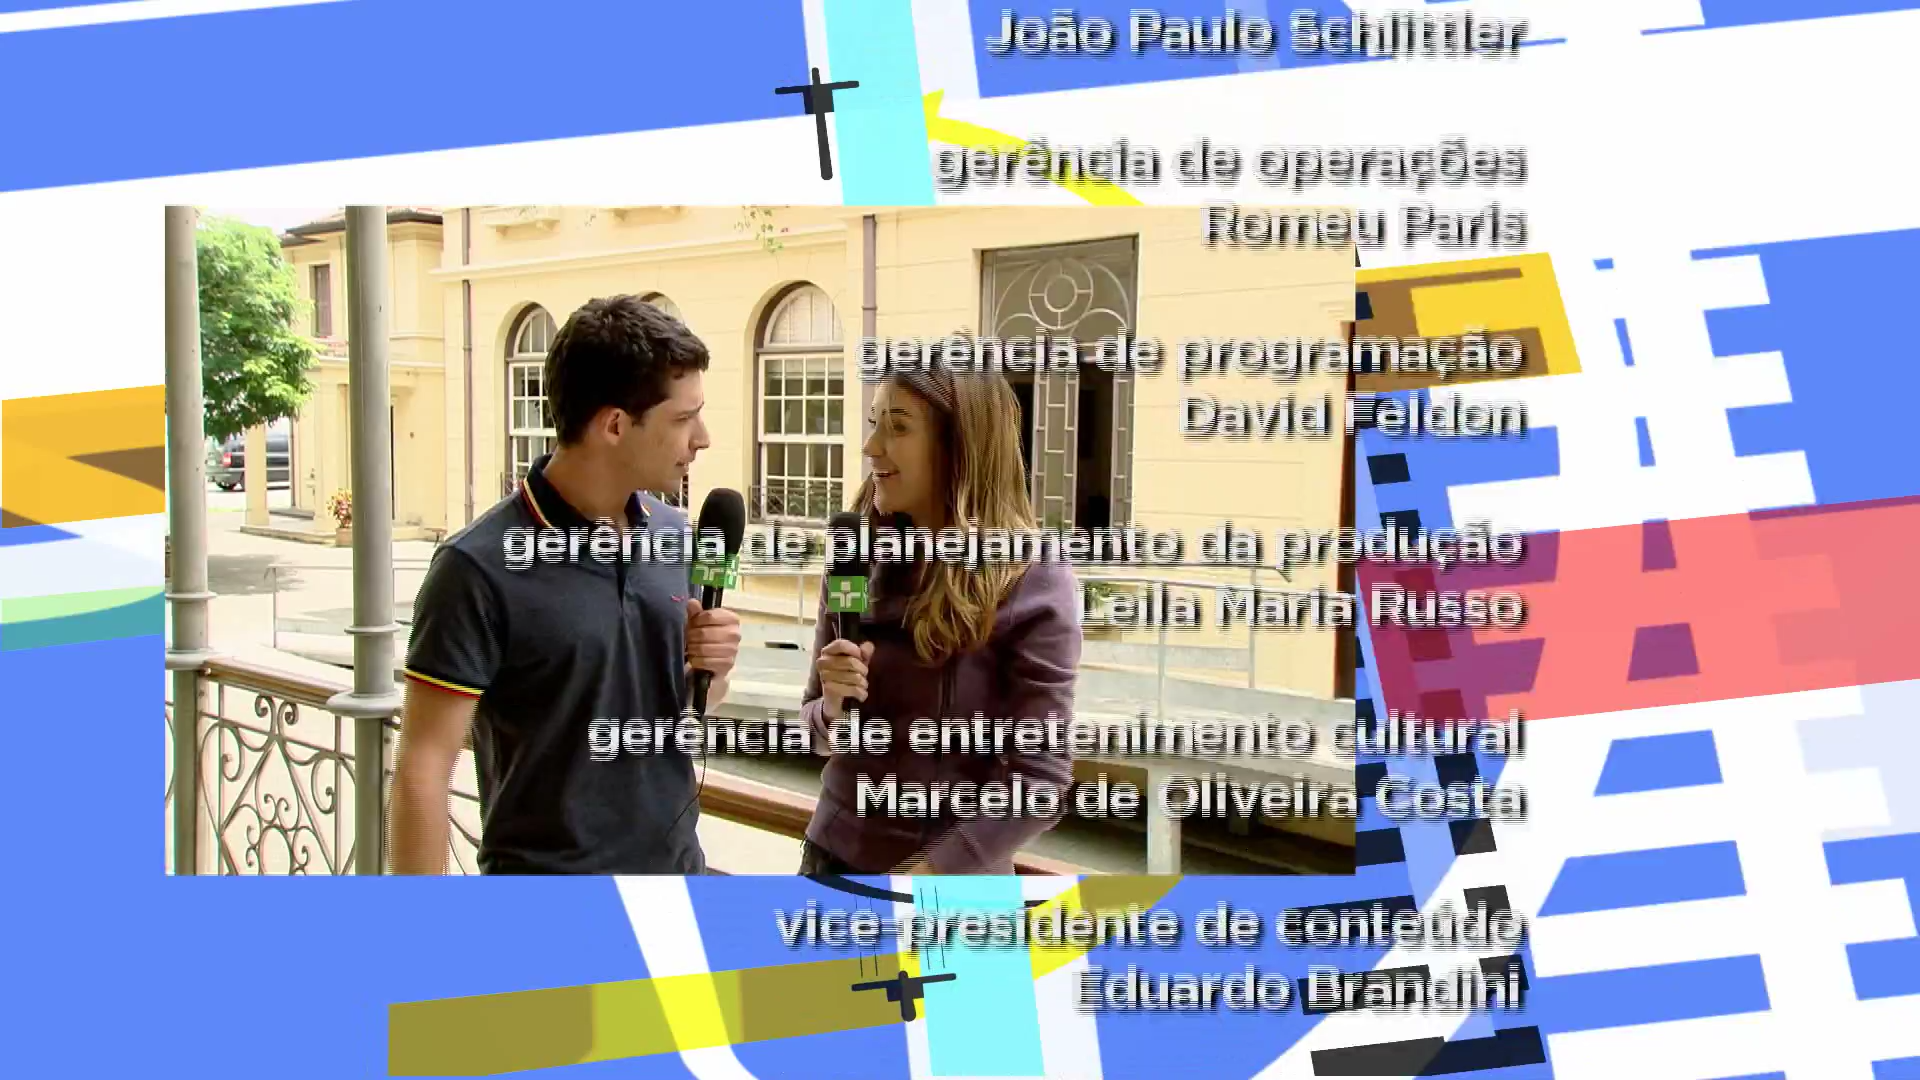 João Paulo Schlittler
gerência de operações
Romeu Paris
gerência de programação
David Feldon
gerência de planejamento da produção
Leila Maria Russo
gerência de entretenimento cultural
Marcelo de Oliveira Costa
vice-presidente de conteúdo
Eduardo Brandini